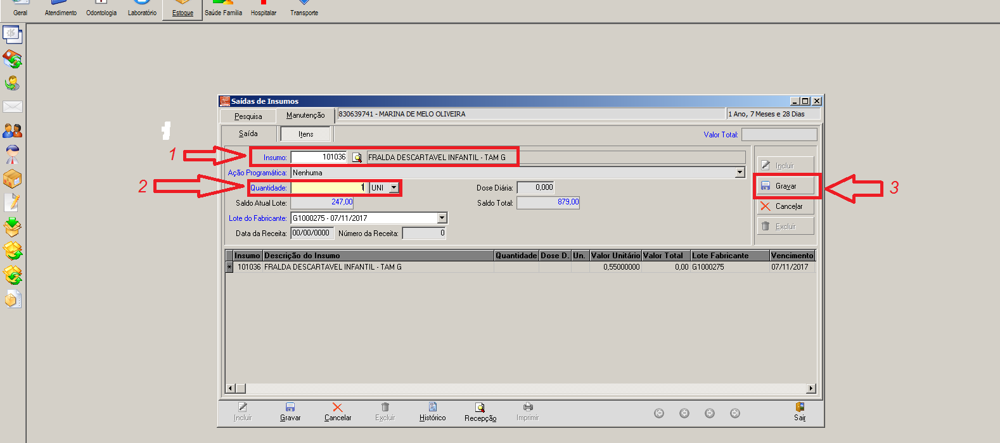 Geral Atendimento Odontologia Laboratório Estoque Saúde Família Hospitalar Transporte
Saídas de Insumos
Pesquisa Manutenção 830639741 - MARINA DE MELO OLIVEIRA 1 Ano, 7 Meses e 28 Dias
Saída Itens Valor Total:
1 Insumo: 101036 FRALDA DESCARTAVEL INFANTIL - TAM G Incluir
Ação Programática: Nenhuma
2 Quantidade: 1 UNI Dose Diária: 0,000 Gravar 3
Saldo Atual Lote: 247,00 Saldo Total: 879,00 Cancelar
Lote do Fabricante: G1000275 - 07/11/2017 Excluir
Data da Receita: 00/00/0000 Número da Receita: 0
Insumo Descrição do Insumo Quantidade Dose D. Un. Valor Unitário Valor Total Lote Fabricante Vencimento
* 101036 FRALDA DESCARTAVEL INFANTIL - TAM G 0,55000000 0,00 G1000275 07/11/2017
Incluir Gravar Cancelar Excluir Histórico Recepção Imprimir Sair